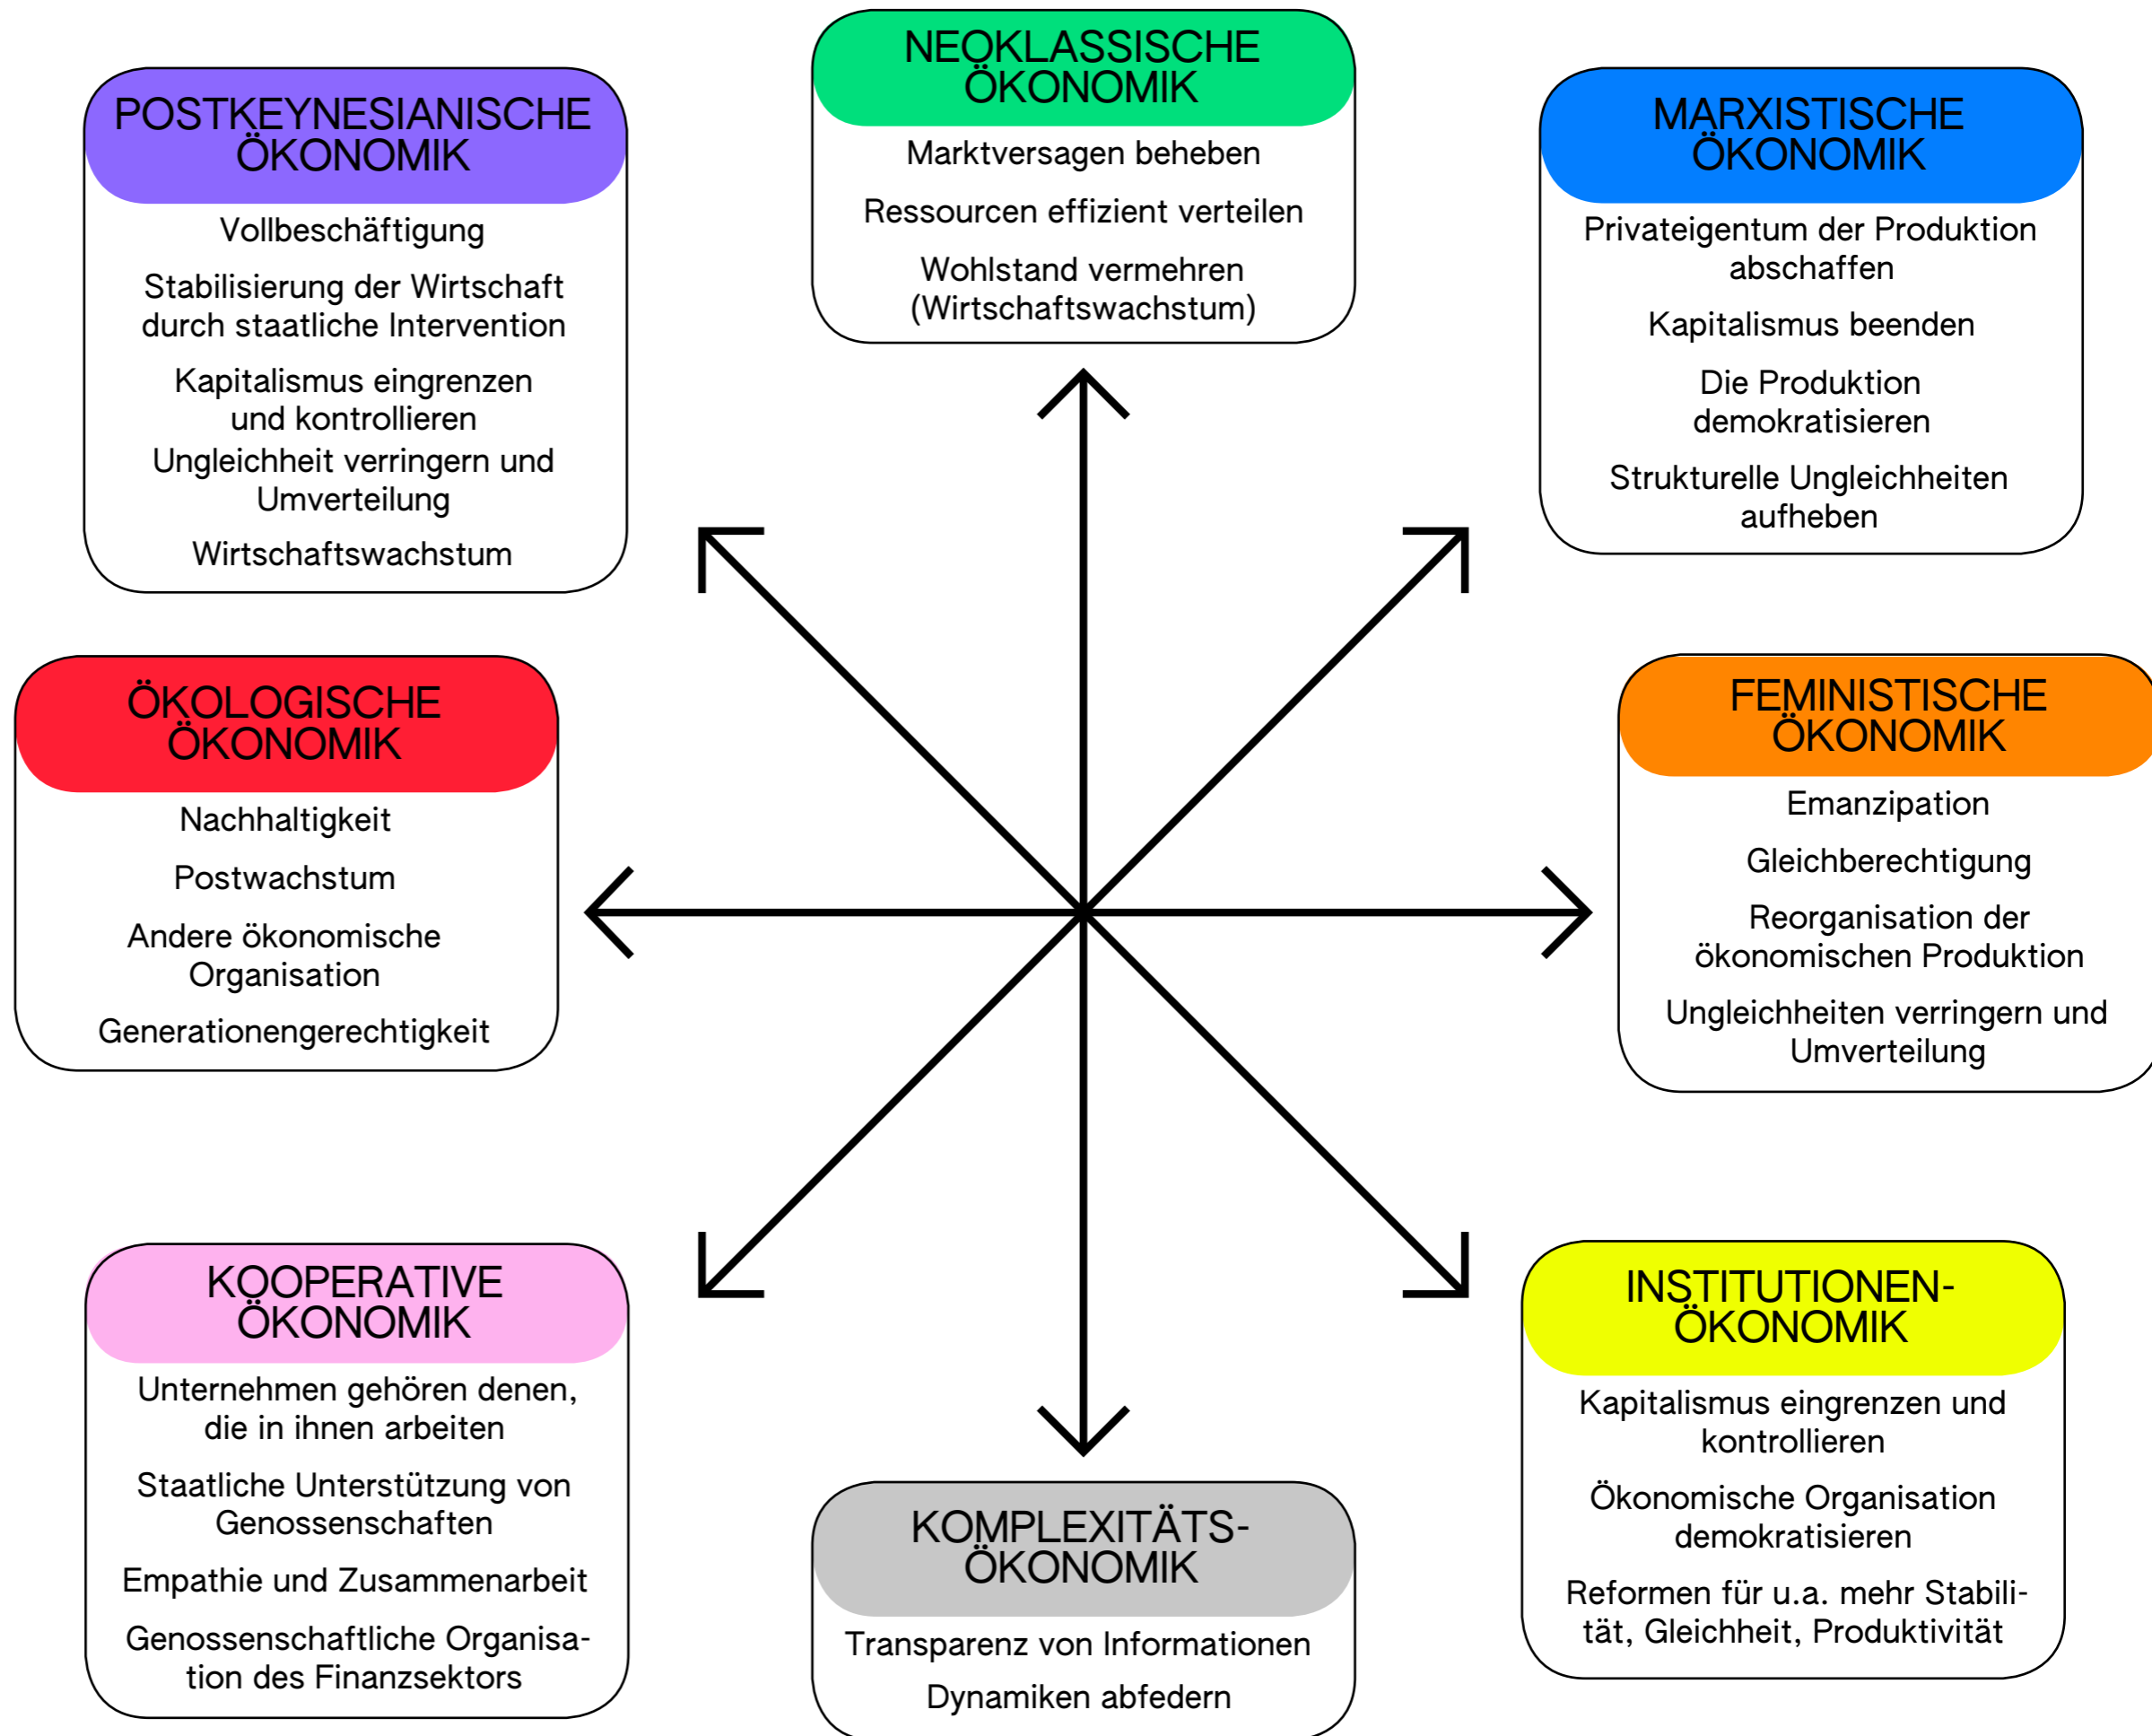 NEOKLASSISCHE
ÖKONOMIK
Marktversagen beheben
Ressourcen effizient verteilen
Wohlstand vermehren
(Wirtschaftswachstum)
POSTKEYNESIANISCHE
ÖKONOMIK
Vollbeschäftigung
Stabilisierung der Wirtschaft
durch staatliche Intervention
Kapitalismus eingrenzen
und kontrollieren
Ungleichheit verringern und
Umverteilung
Wirtschaftswachstum
MARXISTISCHE
ÖKONOMIK
Privateigentum der Produktion
abschaffen
Kapitalismus beenden
Die Produktion
demokratisieren
Strukturelle Ungleichheiten
aufheben
ÖKOLOGISCHE
ÖKONOMIK
Nachhaltigkeit
Postwachstum
Andere ökonomische
Organisation
Generationengerechtigkeit
FEMINISTISCHE
ÖKONOMIK
Emanzipation
Gleichberechtigung
Reorganisation der
ökonomischen Produktion
Ungleichheiten verringern und
Umverteilung
KOOPERATIVE
ÖKONOMIK
Unternehmen gehören denen,
die in ihnen arbeiten
Staatliche Unterstützung von
Genossenschaften
Empathie und Zusammenarbeit
Genossenschaftliche Organisa-
tion des Finanzsektors
INSTITUTIONEN-
ÖKONOMIK
Kapitalismus eingrenzen und
kontrollieren
Ökonomische Organisation
demokratisieren
Reformen für u.a. mehr Stabili-
tät, Gleichheit, Produktivität
KOMPLEXITÄTS-
ÖKONOMIK
Transparenz von Informationen
Dynamiken abfedern